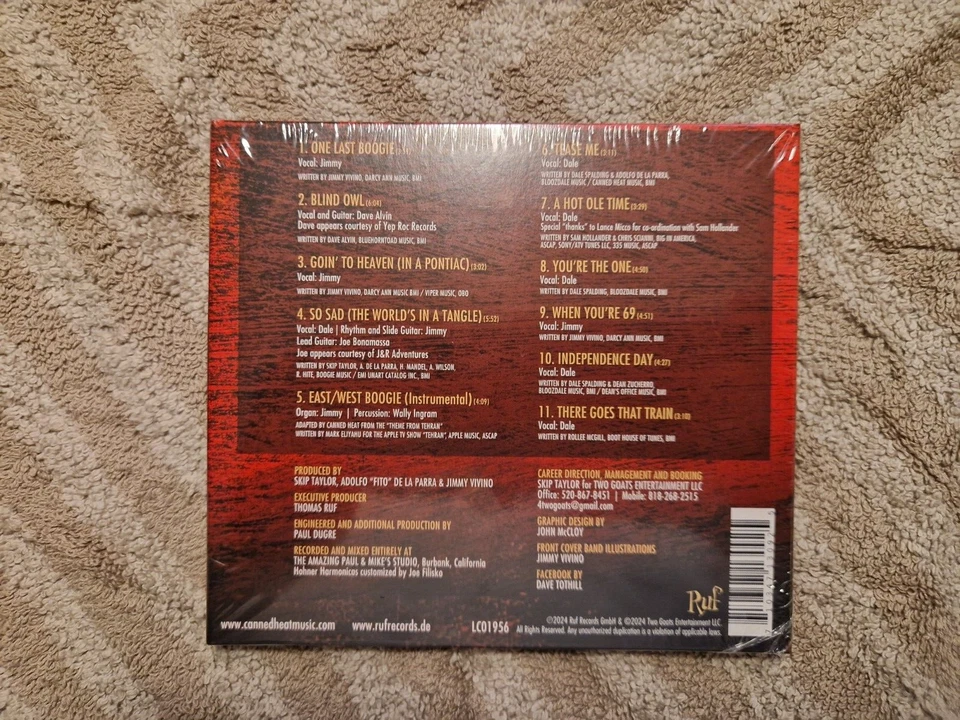 1. ONE LAST BOOGIE
Vocal: Jimmy
WRITTEN BY JIMMY VIVINO, DARCY ANN MUSIC, BMI
2. BLIND OWL (6:04)
Vocal and Guitar: Dave Alvin
Dave appears courtesy of Yep Roc Records
WRITTEN BY DAVE ALVIN, BLUEHORNTOAD MUSIC, BMI
3. GOIN' TO HEAVEN (IN A PONTIAC) (3:02)
Vocal: Jimmy
WRITTEN BY JIMMY VIVINO, DARCY ANN MUSIC BMI / VIPER MUSIC, OBO
4. SO SAD (THE WORLD'S IN A TANGLE) (5:52)
Vocal: Dale | Rhythm and Slide Guitar: Jimmy
Lead Guitar: Joe Bonamassa
Joe appears courtesy of J&R Adventures
WRITTEN BY SKIP TAYLOR, A. DE LA PARRA, H. MANDEL, A. WILSON,
R. HITE, BOOGIE MUSIC / EMI UNART CATALOG INC., BMI
5. EAST/WEST BOOGIE (Instrumental) (4:09)
Organ: Jimmy | Percussion: Wally Ingram
ADAPTED BY CANNED HEAT FROM THE "THEME FROM TEHRAN"
WRITTEN BY MARK ELIYAHU FOR THE APPLE TV SHOW "TEHRAN", APPLE MUSIC, ASCAP
6. TEASE ME
Vocal: Dale
WRITTEN BY DALE SPALDING & ADOLFO DE LA PARRA,
BLOOZDALE MUSIC / CANNED HEAT MUSIC, BMI
7. A HOT OLE TIME (3:29)
Vocal: Dale
Special "thanks" to Lance Micco for co-ordination with Sam Hollander
WRITTEN BY SAM HOLLANDER & CHRIS SCIANNI, BIG IN AMERICA,
ASCAP, SONY/ATV TUNES LLC, 335 MUSIC, ASCAP
8. YOU'RE THE ONE (4:50)
Vocal: Dale
WRITTEN BY DALE SPALDING, BLOOZDALE MUSIC, BMI
9. WHEN YOU'RE 69 (4:51)
Vocal: Jimmy
WRITTEN BY JIMMY VIVINO, DARCY ANN MUSIC, BMI
10. INDEPENDENCE DAY (4:27)
Vocal: Dale
WRITTEN BY DALE SPALDING & DEAN ZUCHERRO,
BLOOZDALE MUSIC, BMI / DEAN'S OFFICE MUSIC, BMI
11. THERE GOES THAT TRAIN (3:18)
Vocal: Dale
WRITTEN BY ROLLEE MCGILL, BOOT HOUSE OF TUNES, BMI
PRODUCED BY
SKIP TAYLOR, ADOLFO "FITO" DE LA PARRA & JIMMY VIVINO
EXECUTIVE PRODUCER
THOMAS RUF
ENGINEERED AND ADDITIONAL PRODUCTION BY
PAUL DUGRE
RECORDED AND MIXED ENTIRELY AT
THE AMAZING PAUL & MIKE'S STUDIO, Burbank, California
Hohner Harmonicas customized by Joe Filisko
CAREER DIRECTION, MANAGEMENT AND BOOKING
SKIP TAYLOR for TWO GOATS ENTERTAINMENT LLC
Office: 520-867-8451 | Mobile: 818-268-2515
4twogoats@gmail.com
GRAPHIC DESIGN BY
JOHN McCLOY
FRONT COVER BAND ILLUSTRATIONS
JIMMY VIVINO
FACEBOOK BY
DAVE TOTHILL
Ruf
www.cannedheatmusic.com
www.rufrecords.de
LC01956
©2024 Ruf Records GmbH & ©2024 Two Goats Entertainment LLC.
All Rights Reserved. Any unauthorized duplication is a violation of applicable laws.